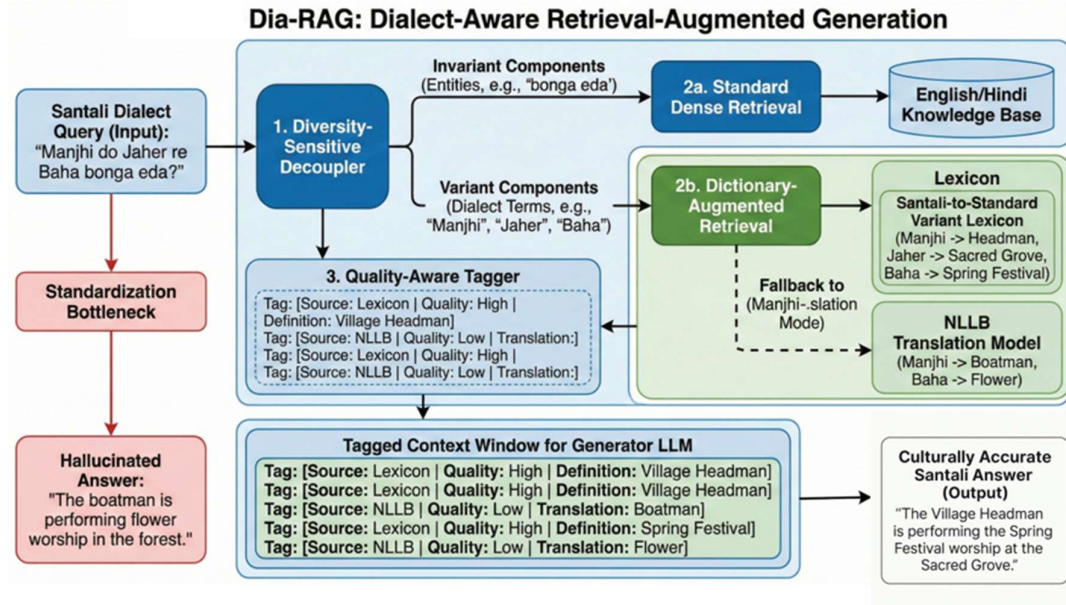 Dia-RAG: Dialect-Aware Retrieval-Augmented Generation
Santali Dialect
Query (Input):
“Manjhi do Jaher re
Baha bonga eda?”
Standardization
Bottleneck
Hallucinated
Answer:
"The boatman is
performing flower
worship in the forest."
1. Diversity-
Sensitive
Decoupler
Invariant Components
(Entities, e.g., “bonga eda’)
2a. Standard
Dense Retrieval
English/Hindi
Knowledge Base
Variant Components
(Dialect Terms, e.g.,
“Manjhi”, “Jaher”, “Baha”)
2b. Dictionary-
Augmented
Retrieval
Lexicon
Santali-to-Standard
Variant Lexicon
(Manjhi -> Headman,
Jaher -> Sacred Grove,
Baha -> Spring Festival)
Fallback to
(Manjhi-.slation
Mode)
NLLB
Translation Model
(Manjhi -> Boatman,
Baha -> Flower)
3. Quality-Aware Tagger
Tag: [Source: Lexicon | Quality: High |
Definition: Village Headman]
Tag: [Source: NLLB | Quality: Low | Translation:]
Tag: [Source: Lexicon | Quality: High |
Tag: [Source: NLLB | Quality: Low | Translation:]
Tagged Context Window for Generator LLM
Tag: [Source: Lexicon | Quality: High | Definition: Village Headman]
Tag: [Source: Lexicon | Quality: High | Definition: Village Headman]
Tag: [Source: NLLB | Quality: Low | Translation: Boatman]
Tag: [Source: Lexicon | Quality: High | Definition: Spring Festival]
Tag: [Source: NLLB | Quality: Low | Translation: Flower]
Culturally Accurate
Santali Answer
(Output)
“The Village Headman
is performing the Spring
Festival worship at the
Sacred Grove.”